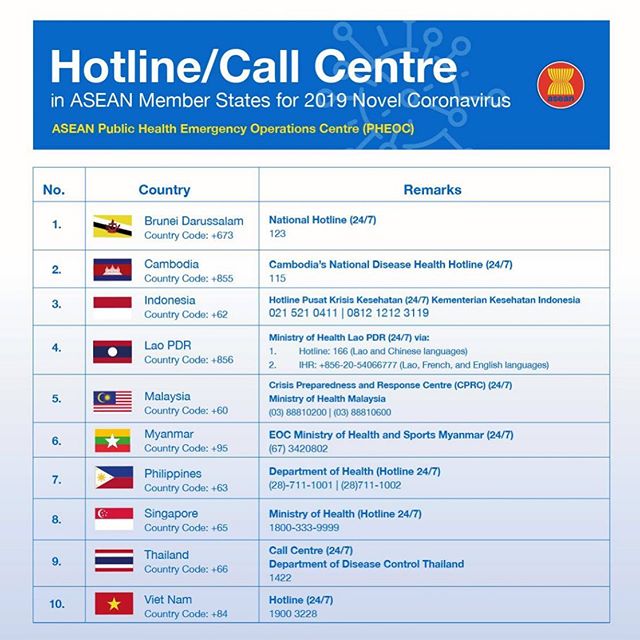 Hotline/Call Centre
in ASEAN Member States for 2019 Novel Coronavirus
ASEAN Public Health Emergency Operations Centre (PHEOC)
asean
No. Country Remarks
1. Brunei Darussalam
Country Code: +673
National Hotline (24/7)
123
2. Cambodia
Country Code: +855
Cambodia's National Disease Health Hotline (24/7)
115
3. Indonesia
Country Code: +62
Hotline Pusat Krisis Kesehatan (24/7) Kementerian Kesehatan Indonesia
021 521 0411 | 0812 1212 3119
4. Lao PDR
Country Code: +856
Ministry of Health Lao PDR (24/7) via:
1. Hotline: 166 (Lao and Chinese languages)
2. IHR: +856-20-54066777 (Lao, French, and English languages)
5. Malaysia
Country Code: +60
Crisis Preparedness and Response Centre (CPRC) (24/7)
Ministry of Health Malaysia
(03) 88810200 | (03) 88810600
6. Myanmar
Country Code: +95
EOC Ministry of Health and Sports Myanmar (24/7)
(67) 3420802
7. Philippines
Country Code: +63
Department of Health (Hotline 24/7)
(28)-711-1001 | (28)711-1002
8. Singapore
Country Code: +65
Ministry of Health (Hotline 24/7)
1800-333-9999
9. Thailand
Country Code: +66
Call Centre (24/7)
Department of Disease Control Thailand
1422
10. Viet Nam
Country Code: +84
Hotline (24/7)
1900 3228